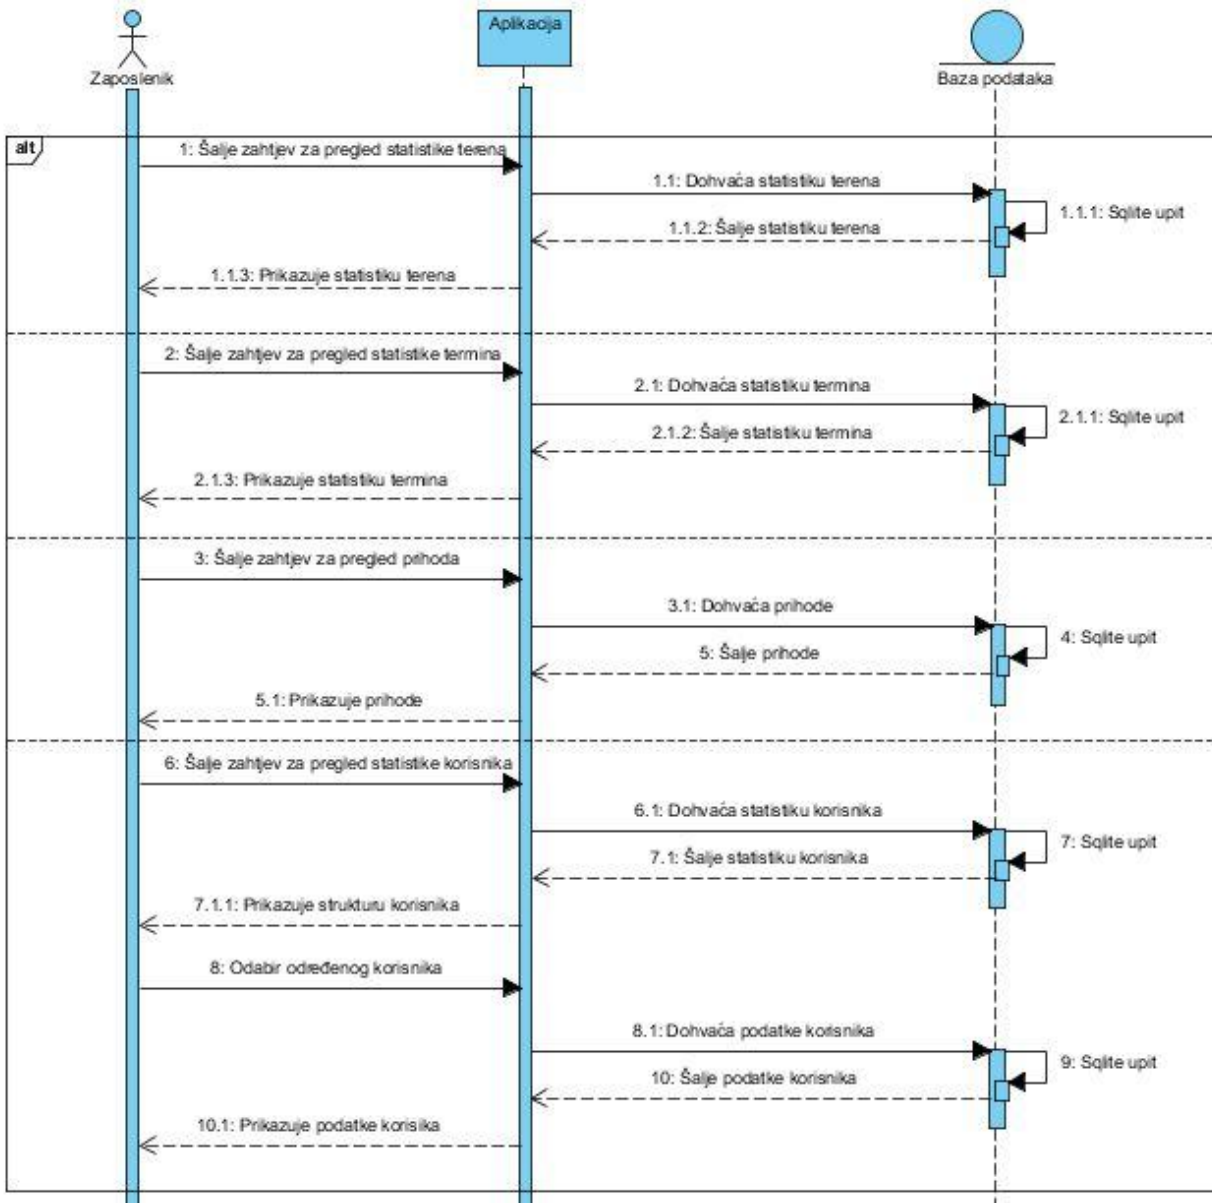 Zaposlenik
Aplikacija
Baza podataka
alt
1: Šalje zahtjev za pregled statistike terena
1.1: Dohvaća statistiku terena
1.1.1: Sqlite upit
1.1.2: Šalje statistiku terena
1.1.3: Prikazuje statistiku terena
2: Šalje zahtjev za pregled statistike termina
2.1: Dohvaća statistiku termina
2.1.1: Sqlite upit
2.1.2: Šalje statistiku termina
2.1.3: Prikazuje statistiku termina
3: Šalje zahtjev za pregled prihoda
3.1: Dohvaća prihode
4: Sqlite upit
5: Šalje prihode
5.1: Prikazuje prihode
6: Šalje zahtjev za pregled statistike korisnika
6.1: Dohvaća statistiku korisnika
7: Sqlite upit
7.1: Šalje statistiku korisnika
7.1.1: Prikazuje strukturu korisnika
8: Odabir određenog korisnika
8.1: Dohvaća podatke korisnika
9: Sqlite upit
10: Šalje podatke korisnika
10.1: Prikazuje podatke korisika